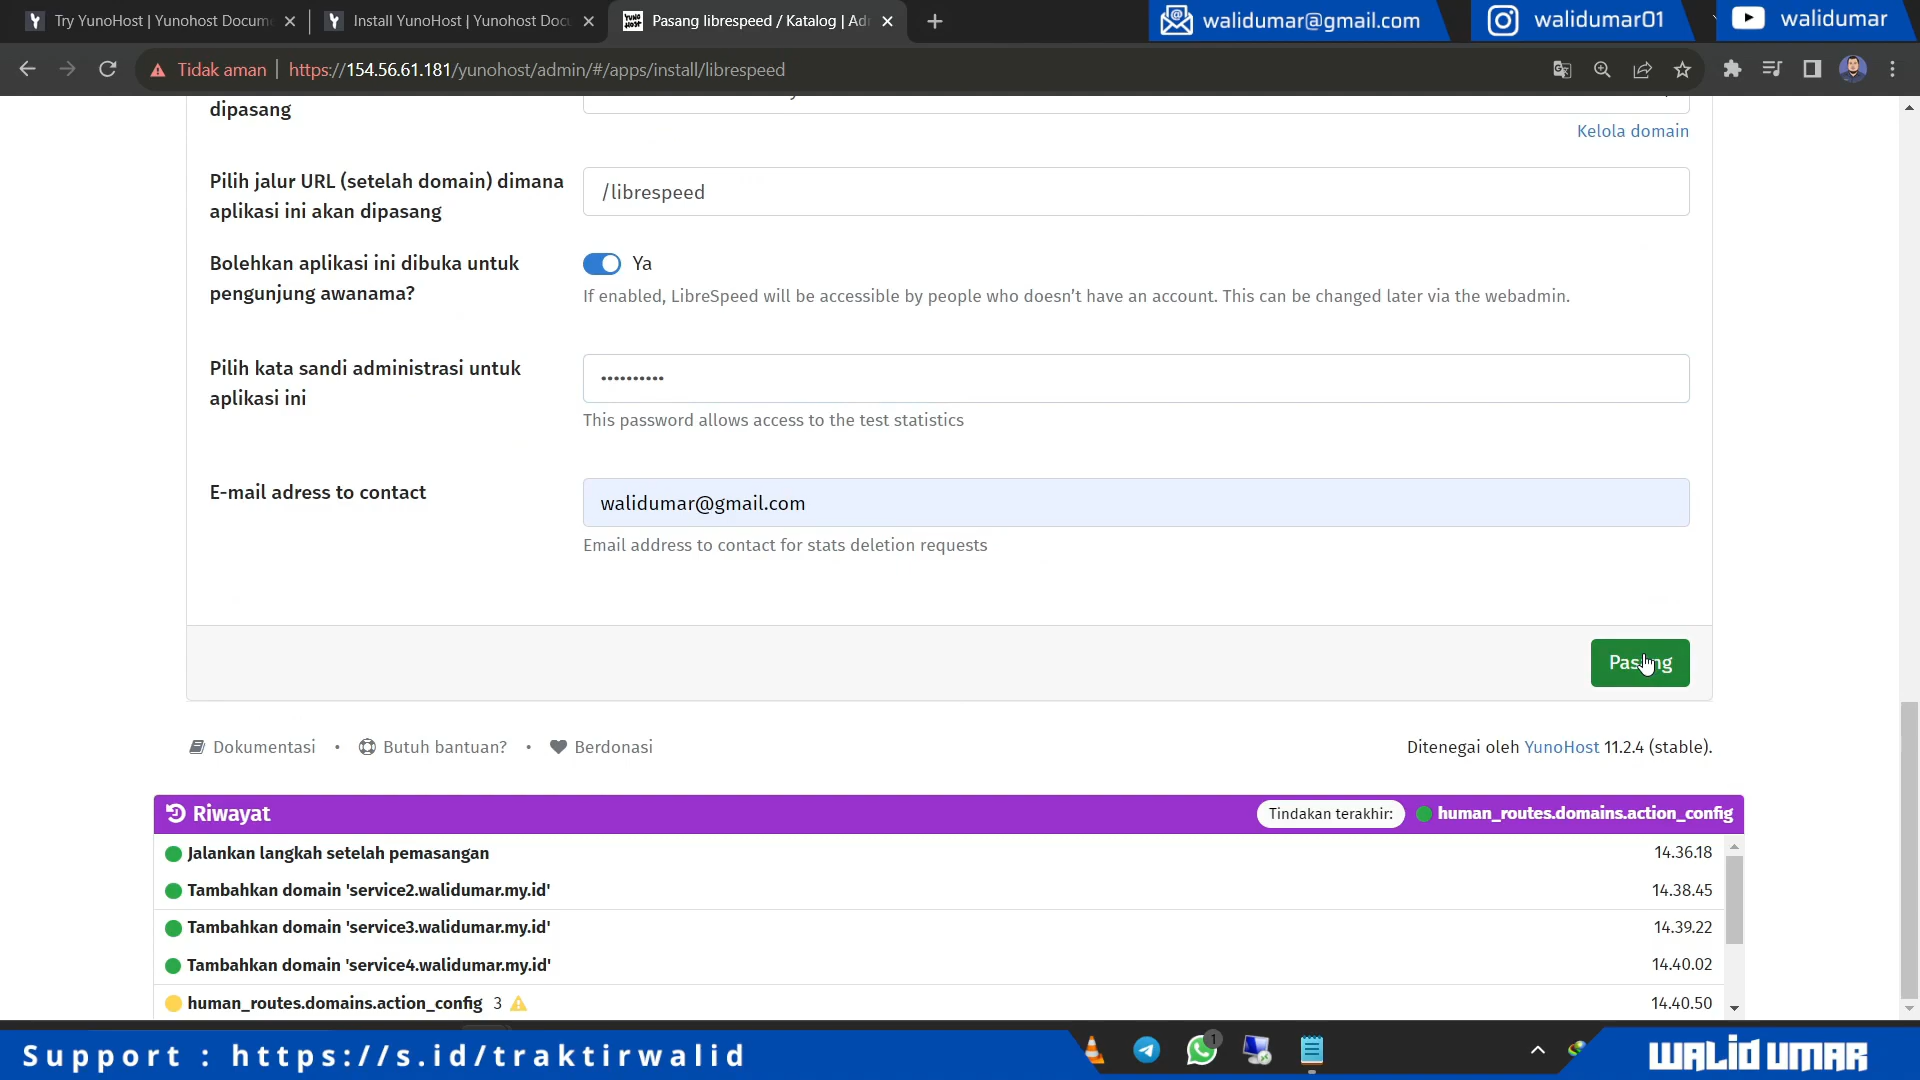 Try YunoHost | Yunohost Docum
Install YunoHost | Yunohost Docu
YUNO HOST
Pasang librespeed / Katalog | Ad
walidumar@gmail.com
walidumar01
walidumar
Tidak aman
https://154.56.61.181/yunohost/admin/#/apps/install/librespeed
dipasang
Kelola domain
Pilih jalur URL (setelah domain) dimana
aplikasi ini akan dipasang
/librespeed
Bolehkan aplikasi ini dibuka untuk
pengunjung awanama?
Ya
If enabled, LibreSpeed will be accessible by people who doesn't have an account. This can be changed later via the webadmin.
Pilih kata sandi administrasi untuk
aplikasi ini
••••••••••
This password allows access to the test statistics
E-mail adress to contact
walidumar@gmail.com
Email address to contact for stats deletion requests
Pasang
Dokumentasi • Butuh bantuan? • Berdonasi
Ditenegai oleh YunoHost 11.2.4 (stable).
Riwayat
Tindakan terakhir: human_routes.domains.action_config
Jalankan langkah setelah pemasangan 14.36.18
Tambahkan domain 'service2.walidumar.my.id' 14.38.45
Tambahkan domain 'service3.walidumar.my.id' 14.39.22
Tambahkan domain 'service4.walidumar.my.id' 14.40.02
human_routes.domains.action_config 3 14.40.50
Support : https://s.id/traktirwalid
1
WALID UMAR